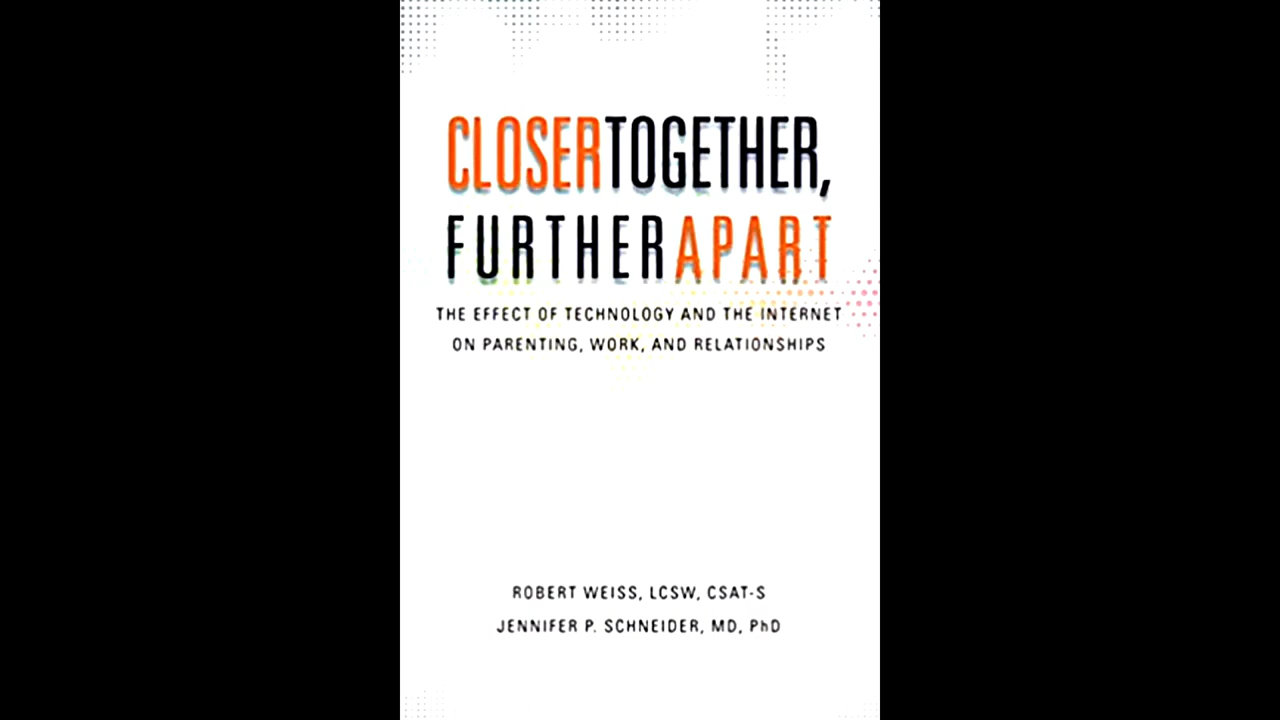 CLOSERTOGETHER,
FURTHERAPART
THE EFFECT OF TECHNOLOGY AND THE INTERNET
ON PARENTING, WORK, AND RELATIONSHIPS
ROBERT WEISS, LCSW, CSAT-S
JENNIFER P. SCHNEIDER, MD, PhD